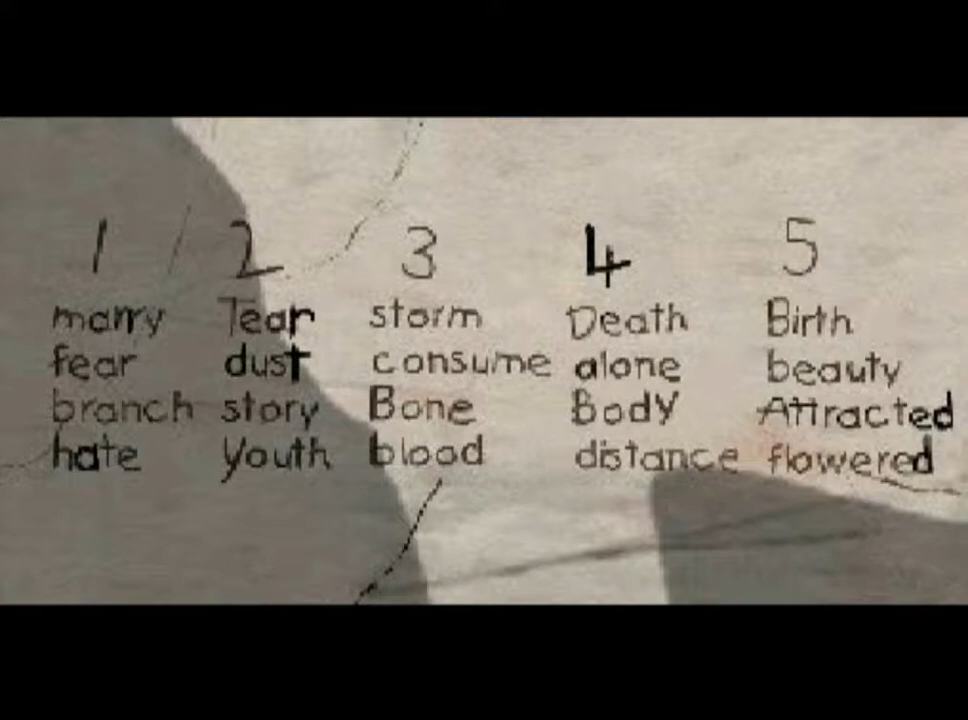 1 2 3 4 5
marry Tear storm Death Birth
fear dust consume alone beauty
branch story Bone Body Attracted
hate youth blood distance flowered